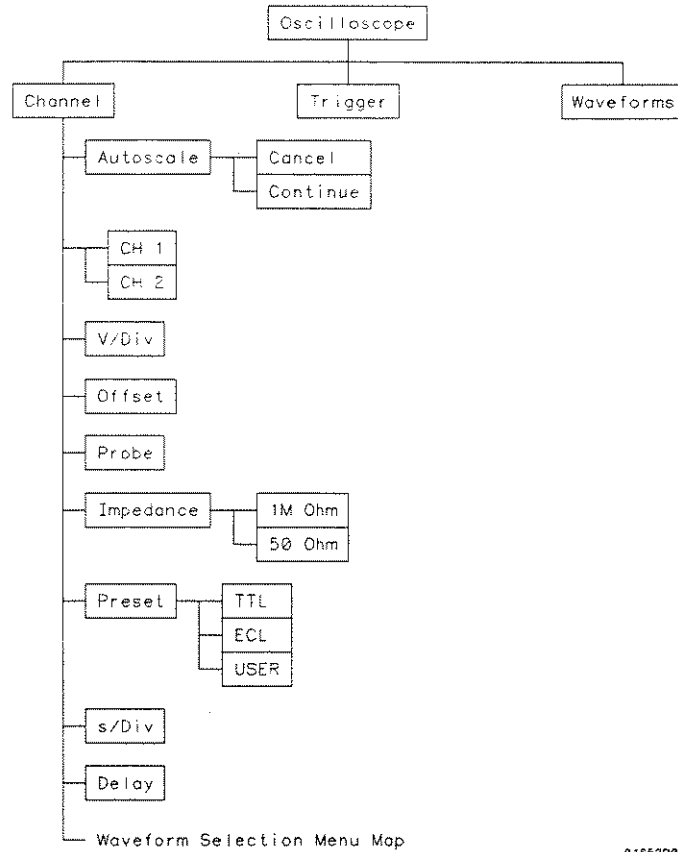 Oscilloscope
Channel
Trigger
Waveforms
Autoscale
Cancel
Continue
CH 1
CH 2
V/Div
Offset
Probe
Impedance
1M Ohm
50 Ohm
Preset
TTL
ECL
USER
s/Div
Delay
Waveform Selection Menu Map